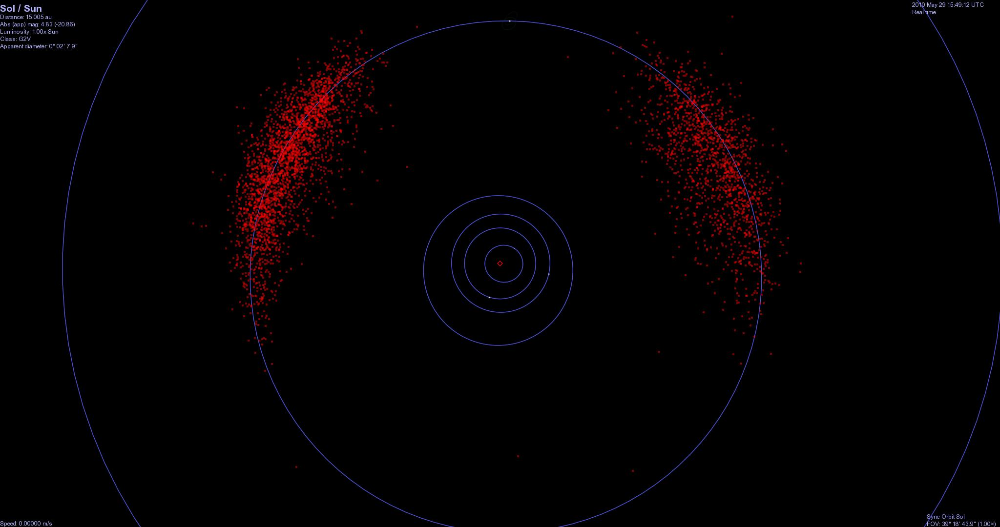 Sol / Sun
Distance: 15.005 au
Abs (app) mag: 4.83 (-20.86)
Luminosity: 1.00x Sun
Class: G2V
Apparent diameter: 0° 02' 7.9"
2010 May 29 15:49:12 UTC
Real time
Speed: 0.00000 m/s
Sync Orbit Sol
FOV: 39° 18' 43.9" (1.00×)